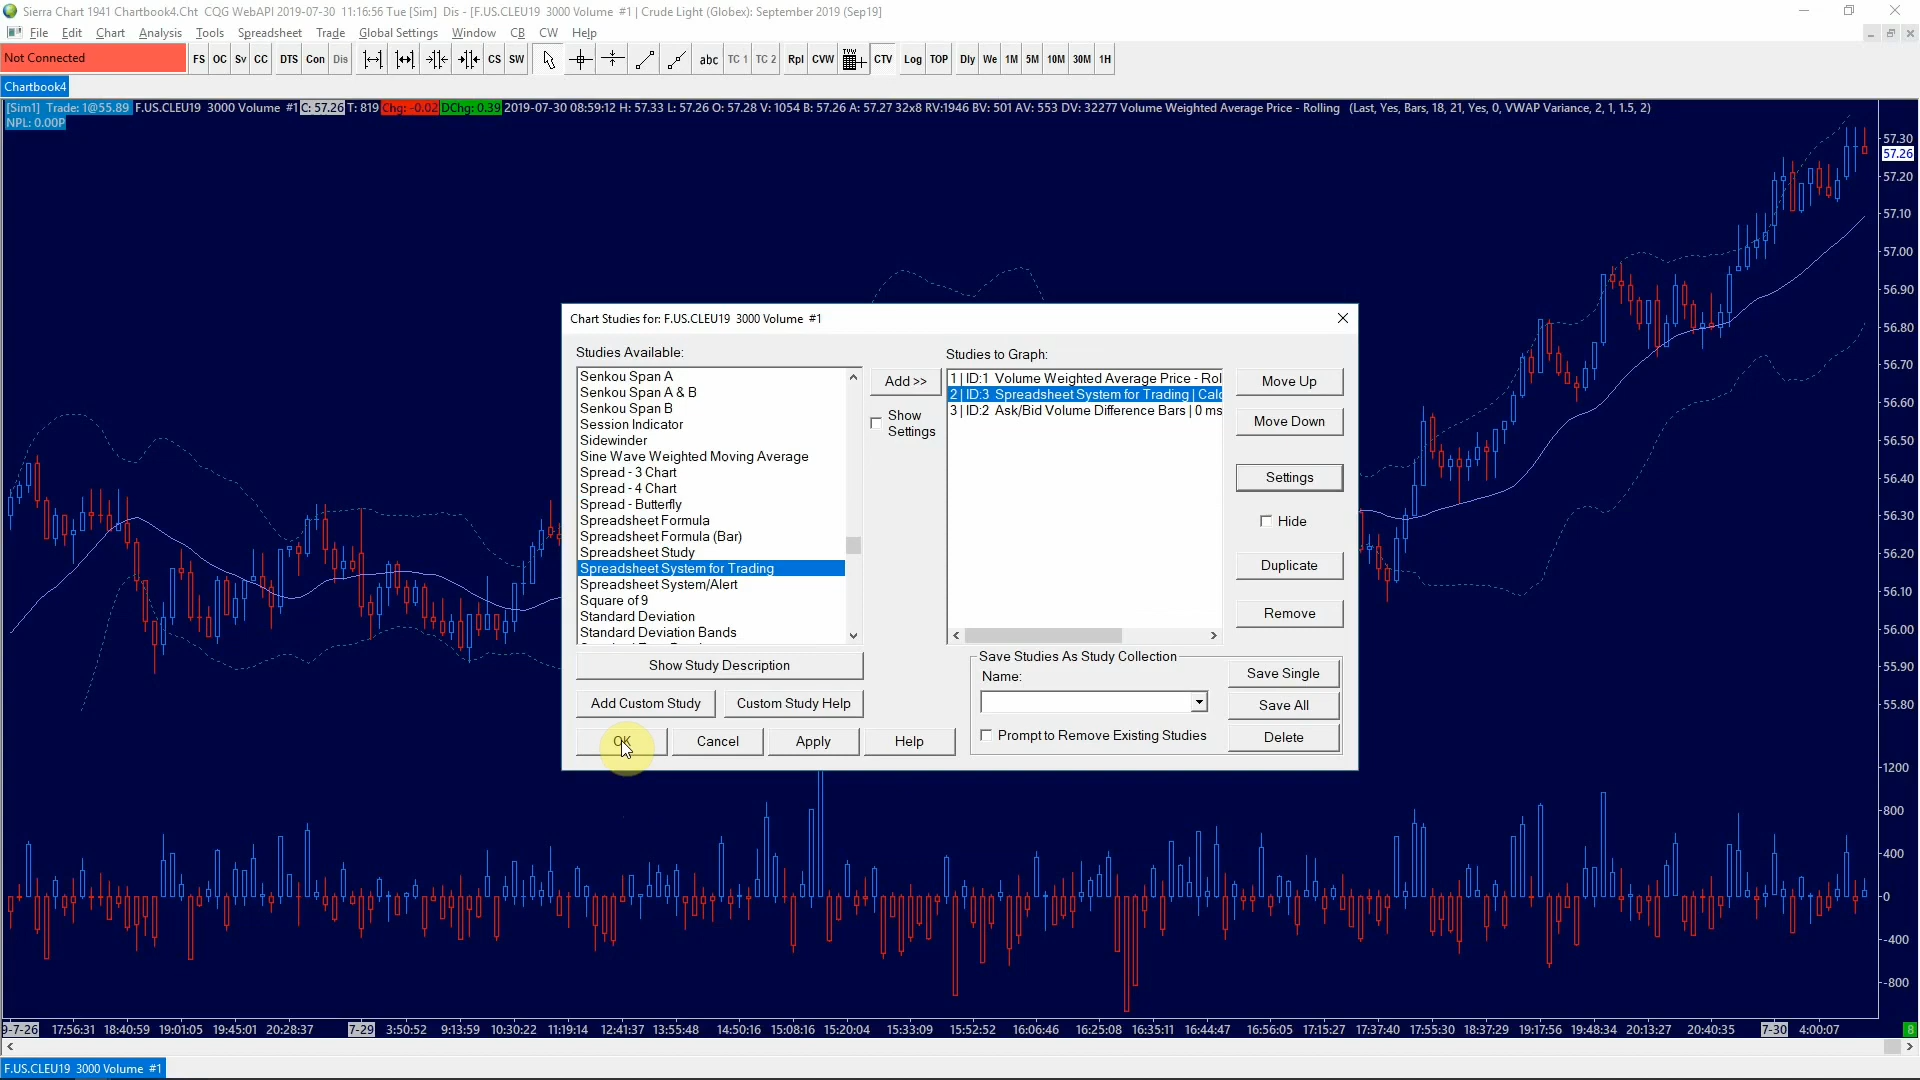 Sierra Chart 1941 Chartbook4.Cht  CQG WebAPI 2019-07-30  11:16:56 Tue [Sim]  Dis - [F.US.CLEU19  3000 Volume  #1 | Crude Light (Globex): September 2019 (Sep19)]
File Edit Chart Analysis Tools Spreadsheet Trade Global Settings Window CB CW Help
Not Connected FS OC Sv CC DTS Con Dis CS SW abc TC 1 TC 2 Rpl CVW CTV Log TOP Dly We 1M 5M 10M 30M 1H
Chartbook4
[Sim1]  Trade: 1@55.89 F.US.CLEU19  3000 Volume  #1 C: 57.26 T: 819 Chg: -0.02 DChg: 0.39 2019-07-30 08:59:12 H: 57.33 L: 57.26 O: 57.28 V: 1054 B: 57.26 A: 57.27 32x8 RV:1946 BV: 501 AV: 553 DV: 32277 Volume Weighted Average Price - Rolling   (Last, Yes, Bars, 18, 21, Yes, 0, VWAP Variance, 2, 1, 1.5, 2)
NPL: 0.00P
57.30
57.26
57.20
57.10
57.00
56.90
56.80
56.70
56.60
56.50
56.40
56.30
56.20
56.10
56.00
55.90
55.80
1200
800
400
0
-400
-800
Chart Studies for: F.US.CLEU19  3000 Volume  #1
Studies Available:
Senkou Span A
Senkou Span A & B
Senkou Span B
Session Indicator
Sidewinder
Sine Wave Weighted Moving Average
Spread - 3 Chart
Spread - 4 Chart
Spread - Butterfly
Spreadsheet Formula
Spreadsheet Formula (Bar)
Spreadsheet Study
Spreadsheet System for Trading
Spreadsheet System/Alert
Square of 9
Standard Deviation
Standard Deviation Bands
Add >>
Show
Settings
Studies to Graph:
1 | ID:1  Volume Weighted Average Price - Rol
2 | ID:3  Spreadsheet System for Trading | Calc
3 | ID:2  Ask/Bid Volume Difference Bars | 0 ms
Move Up
Move Down
Settings
Hide
Duplicate
Remove
Show Study Description
Add Custom Study
Custom Study Help
OK
Cancel
Apply
Help
Save Studies As Study Collection
Name:
Prompt to Remove Existing Studies
Save Single
Save All
Delete
9-7-26 17:56:31 18:40:59 19:01:05 19:45:01 20:28:37 7-29 3:50:52 9:13:59 10:30:22 11:19:14 12:41:37 13:55:48 14:50:16 15:08:16 15:20:04 15:33:09 15:52:52 16:06:46 16:25:08 16:35:11 16:44:47 16:56:05 17:15:27 17:37:40 17:55:30 18:37:29 19:17:56 19:48:34 20:13:27 20:40:35 7-30 4:00:07 8
F.US.CLEU19  3000 Volume  #1